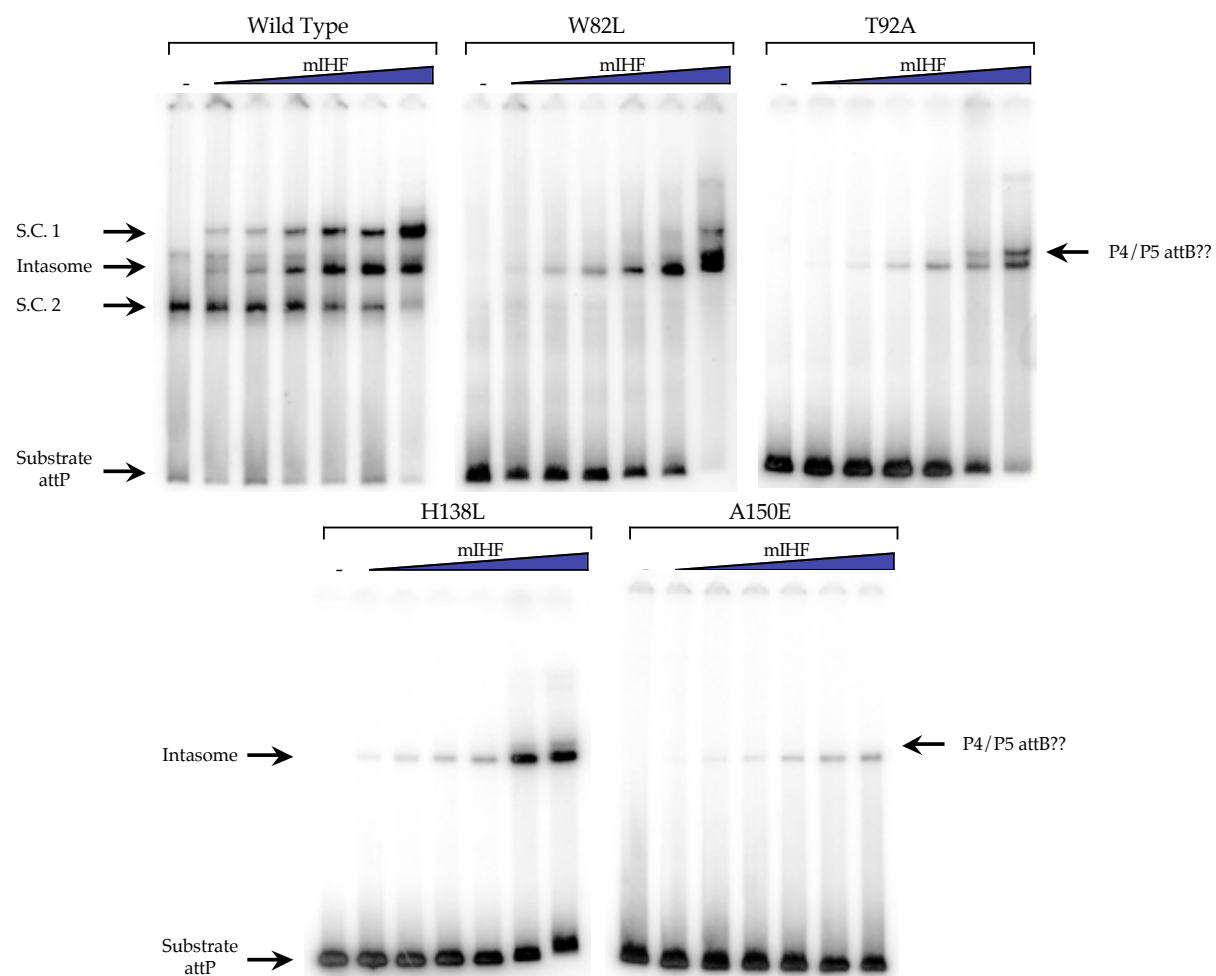 Wild Type
W82L
T92A
mIHF
mIHF
mIHF
-
-
-
S.C. 1
Intasome
S.C. 2
Substrate
attP
P4/P5 attB??
H138L
A150E
mIHF
mIHF
-
-
Intasome
P4/P5 attB??
Substrate
attP